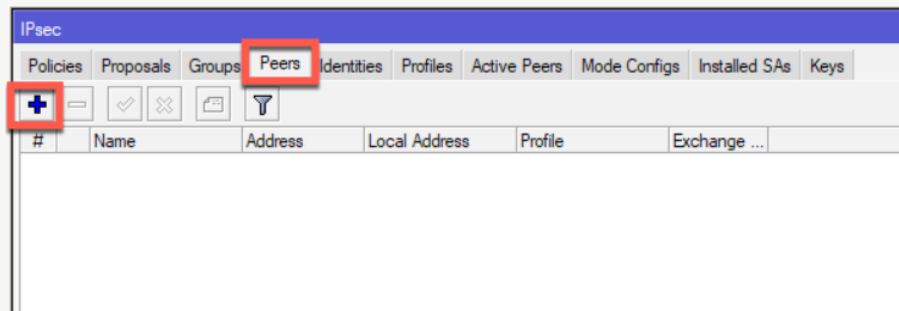 IPsec
Policies Proposals Groups Peers Identities Profiles Active Peers Mode Configs Installed SAs Keys
# Name Address Local Address Profile Exchange ...